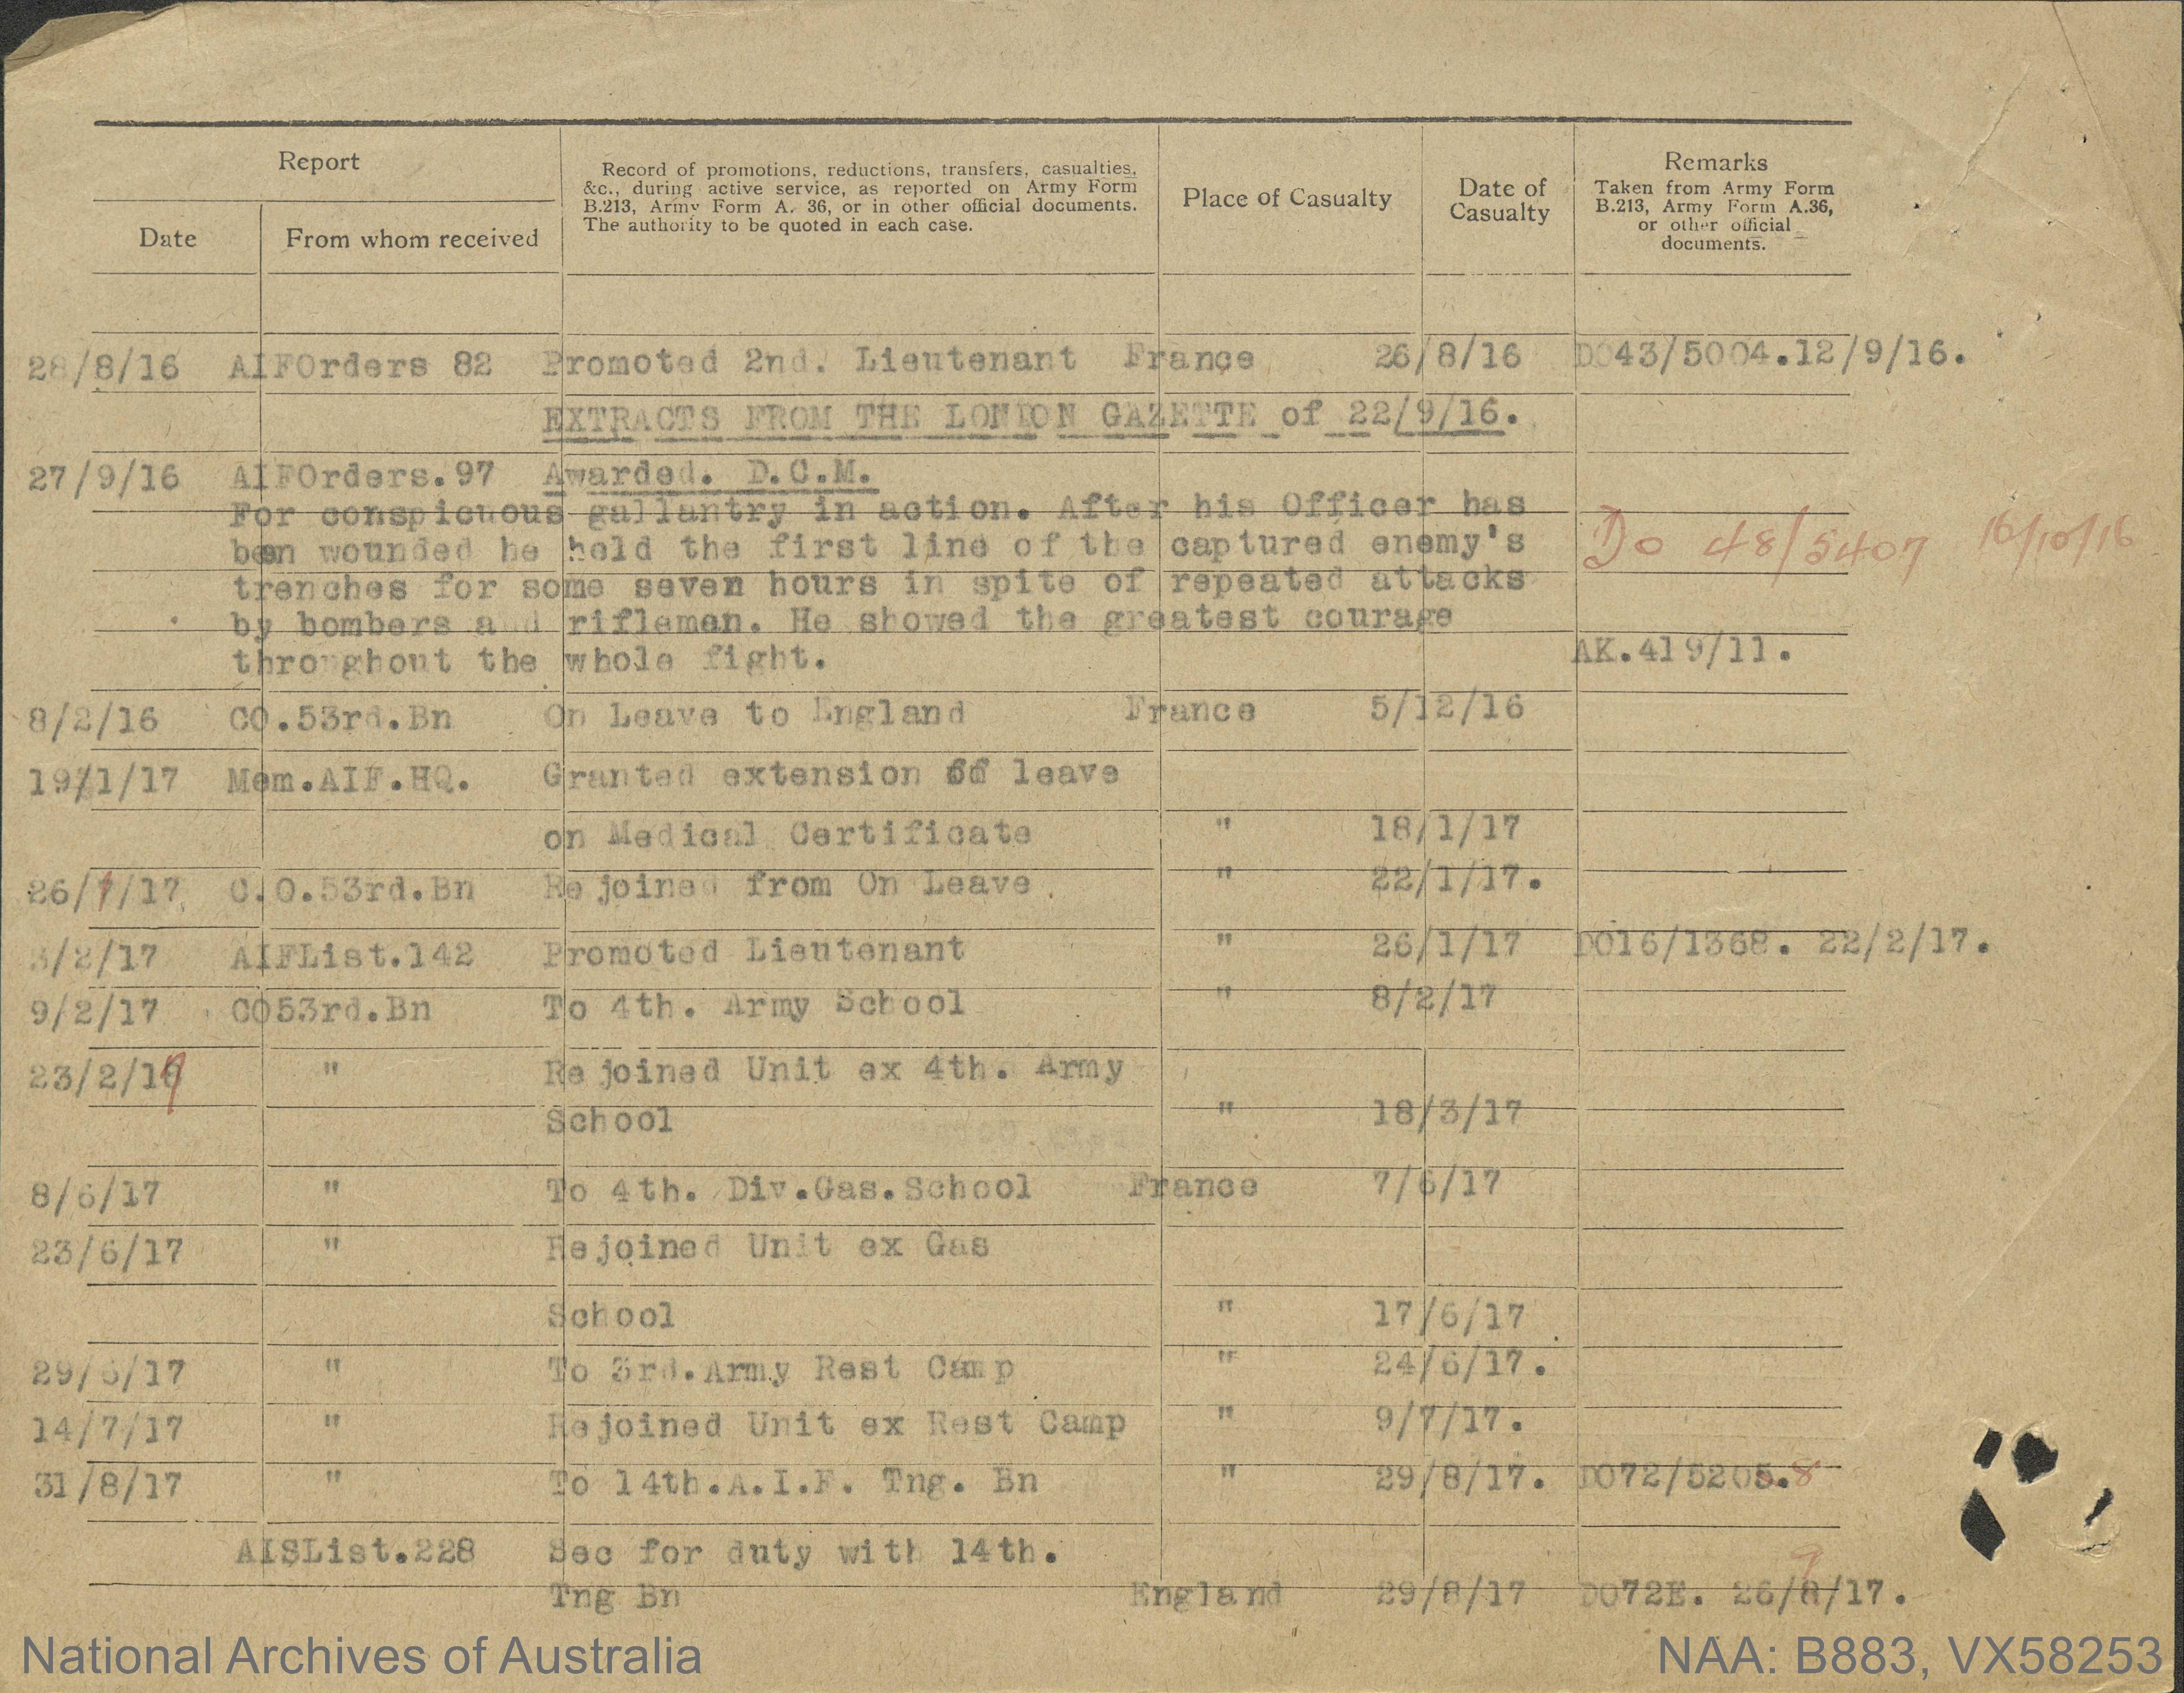 Report
Record of promotions, reductions, transfers, casualties,
&c., during active service, as reported on Army Form
B.213, Army Form A. 36, or in other official documents.
The authority to be quoted in each case.
Place of Casualty
Date of
Casualty
Remarks
Taken from Army Form
B.213, Army Form A.36,
or other official
documents.
Date
From whom received
28/8/16 AIFOrders 82 Promoted 2nd. Lieutenant France 26/8/16 DO43/5004.12/9/16.
EXTRACTS FROM THE LONDON GAZETTE of 22/9/16.
27/9/16 AIFOrders.97 Awarded. D.C.M.
For conspicuous gallantry in action. After his Officer has
been wounded he held the first line of the captured enemy's
trenches for some seven hours in spite of repeated attacks
by bombers and riflemen. He showed the greatest courage
throughout the whole fight.
Do 48/5407 16/10/16
AK.419/11.
8/2/16 CO.53rd.Bn On Leave to England France 5/12/16
19/1/17 Mem.AIF.HQ. Granted extension of leave
on Medical Certificate " 18/1/17
26/1/17 C.O.53rd.Bn Rejoined from On Leave " 22/1/17.
3/2/17 AIFList.142 Promoted Lieutenant " 26/1/17 DO16/1368. 22/2/17.
9/2/17 CO53rd.Bn To 4th. Army School " 8/2/17
23/2/17 " Rejoined Unit ex 4th. Army
School " 18/3/17
8/6/17 " To 4th. Div.Gas.School France 7/6/17
23/6/17 " Rejoined Unit ex Gas
School " 17/6/17
29/6/17 " To 3rd.Army Rest Camp " 24/6/17.
14/7/17 " Rejoined Unit ex Rest Camp " 9/7/17.
31/8/17 " To 14th.A.I.F. Tng. Bn " 29/8/17. DO72/5205.8
AISList.228 Sec for duty with 14th.
9
Tng Bn England 29/8/17 DO72E. 26/8/17.
National Archives of Australia
NAA: B883, VX58253